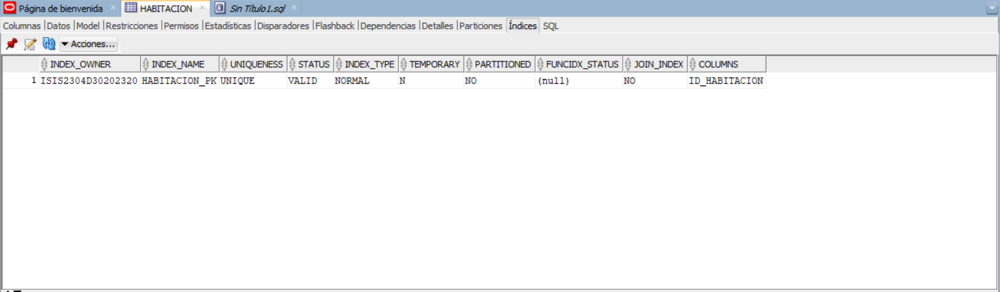 Página de bienvenida × HABITACION × Sin Título1.sql ×
Columnas |Datos |Model |Restricciones |Permisos |Estadísticas |Disparadores |Flashback |Dependencias |Detalles |Particiones |Índices SQL
Acciones...
INDEX_OWNER INDEX_NAME UNIQUENESS STATUS INDEX_TYPE TEMPORARY PARTITIONED FUNCIDX_STATUS JOIN_INDEX COLUMNS
1 ISIS2304D30202320 HABITACION_PK UNIQUE VALID NORMAL N NO (null) NO ID_HABITACION